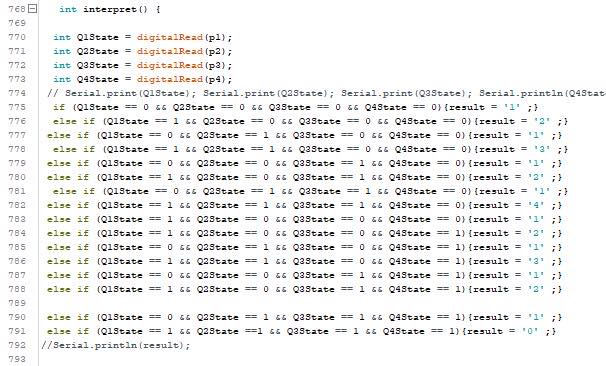 768 int interpret() {
769
770 int Q1State = digitalRead(p1);
771 int Q2State = digitalRead(p2);
772 int Q3State = digitalRead(p3);
773 int Q4State = digitalRead(p4);
774 // Serial.print(Q1State); Serial.print(Q2State); Serial.print(Q3State); Serial.println(Q4Stat
775 if (Q1State == 0 && Q2State == 0 && Q3State == 0 && Q4State == 0){result = '1' ;}
776 else if (Q1State == 1 && Q2State == 0 && Q3State == 0 && Q4State == 0){result = '2' ;}
777 else if (Q1State == 0 && Q2State == 1 && Q3State == 0 && Q4State == 0){result = '1' ;}
778 else if (Q1State == 1 && Q2State == 1 && Q3State == 0 && Q4State == 0){result = '3' ;}
779 else if (Q1State == 0 && Q2State == 0 && Q3State == 1 && Q4State == 0){result = '1' ;}
780 else if (Q1State == 1 && Q2State == 0 && Q3State == 1 && Q4State == 0){result = '2' ;}
781 else if (Q1State == 0 && Q2State == 1 && Q3State == 1 && Q4State == 0){result = '1' ;}
782 else if (Q1State == 1 && Q2State == 1 && Q3State == 1 && Q4State == 0){result = '4' ;}
783 else if (Q1State == 0 && Q2State == 0 && Q3State == 0 && Q4State == 0){result = '1' ;}
784 else if (Q1State == 1 && Q2State == 0 && Q3State == 0 && Q4State == 1){result = '2' ;}
785 else if (Q1State == 0 && Q2State == 1 && Q3State == 0 && Q4State == 1){result = '1' ;}
786 else if (Q1State == 1 && Q2State == 1 && Q3State == 0 && Q4State == 1){result = '3' ;}
787 else if (Q1State == 0 && Q2State == 0 && Q3State == 1 && Q4State == 1){result = '1' ;}
788 else if (Q1State == 1 && Q2State == 0 && Q3State == 1 && Q4State == 1){result = '2' ;}
789
790 else if (Q1State == 0 && Q2State == 1 && Q3State == 1 && Q4State == 1){result = '1' ;}
791 else if (Q1State == 1 && Q2State ==1 && Q3State == 1 && Q4State == 1){result = '0' ;}
792 //Serial.println(result);
793